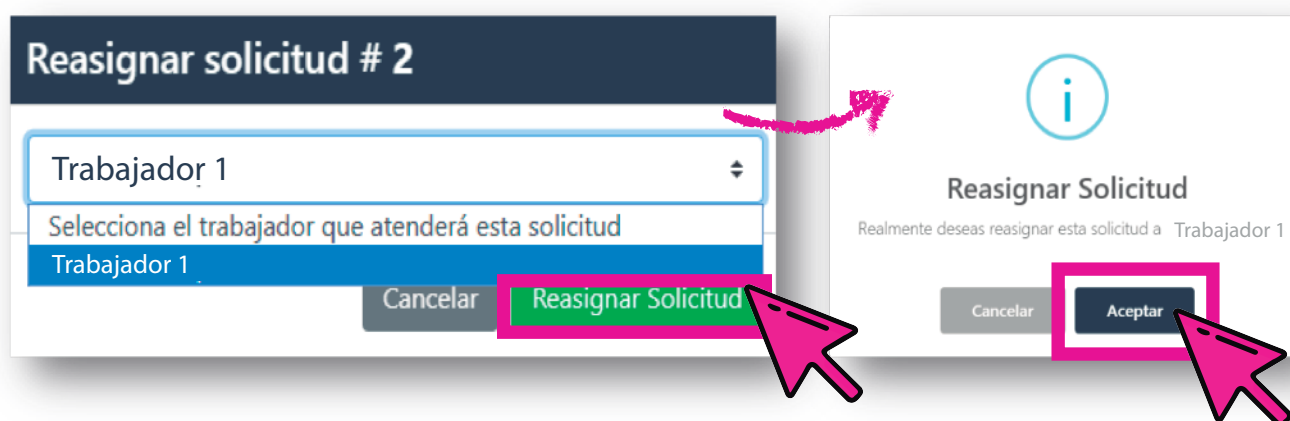 Reasignar solicitud # 2
Trabajador 1
Selecciona el trabajador que atenderá esta solicitud
Trabajador 1
Cancelar
Reasignar Solicitud
i
Reasignar Solicitud
Realmente deseas reasignar esta solicitud a Trabajador 1
Cancelar
Aceptar